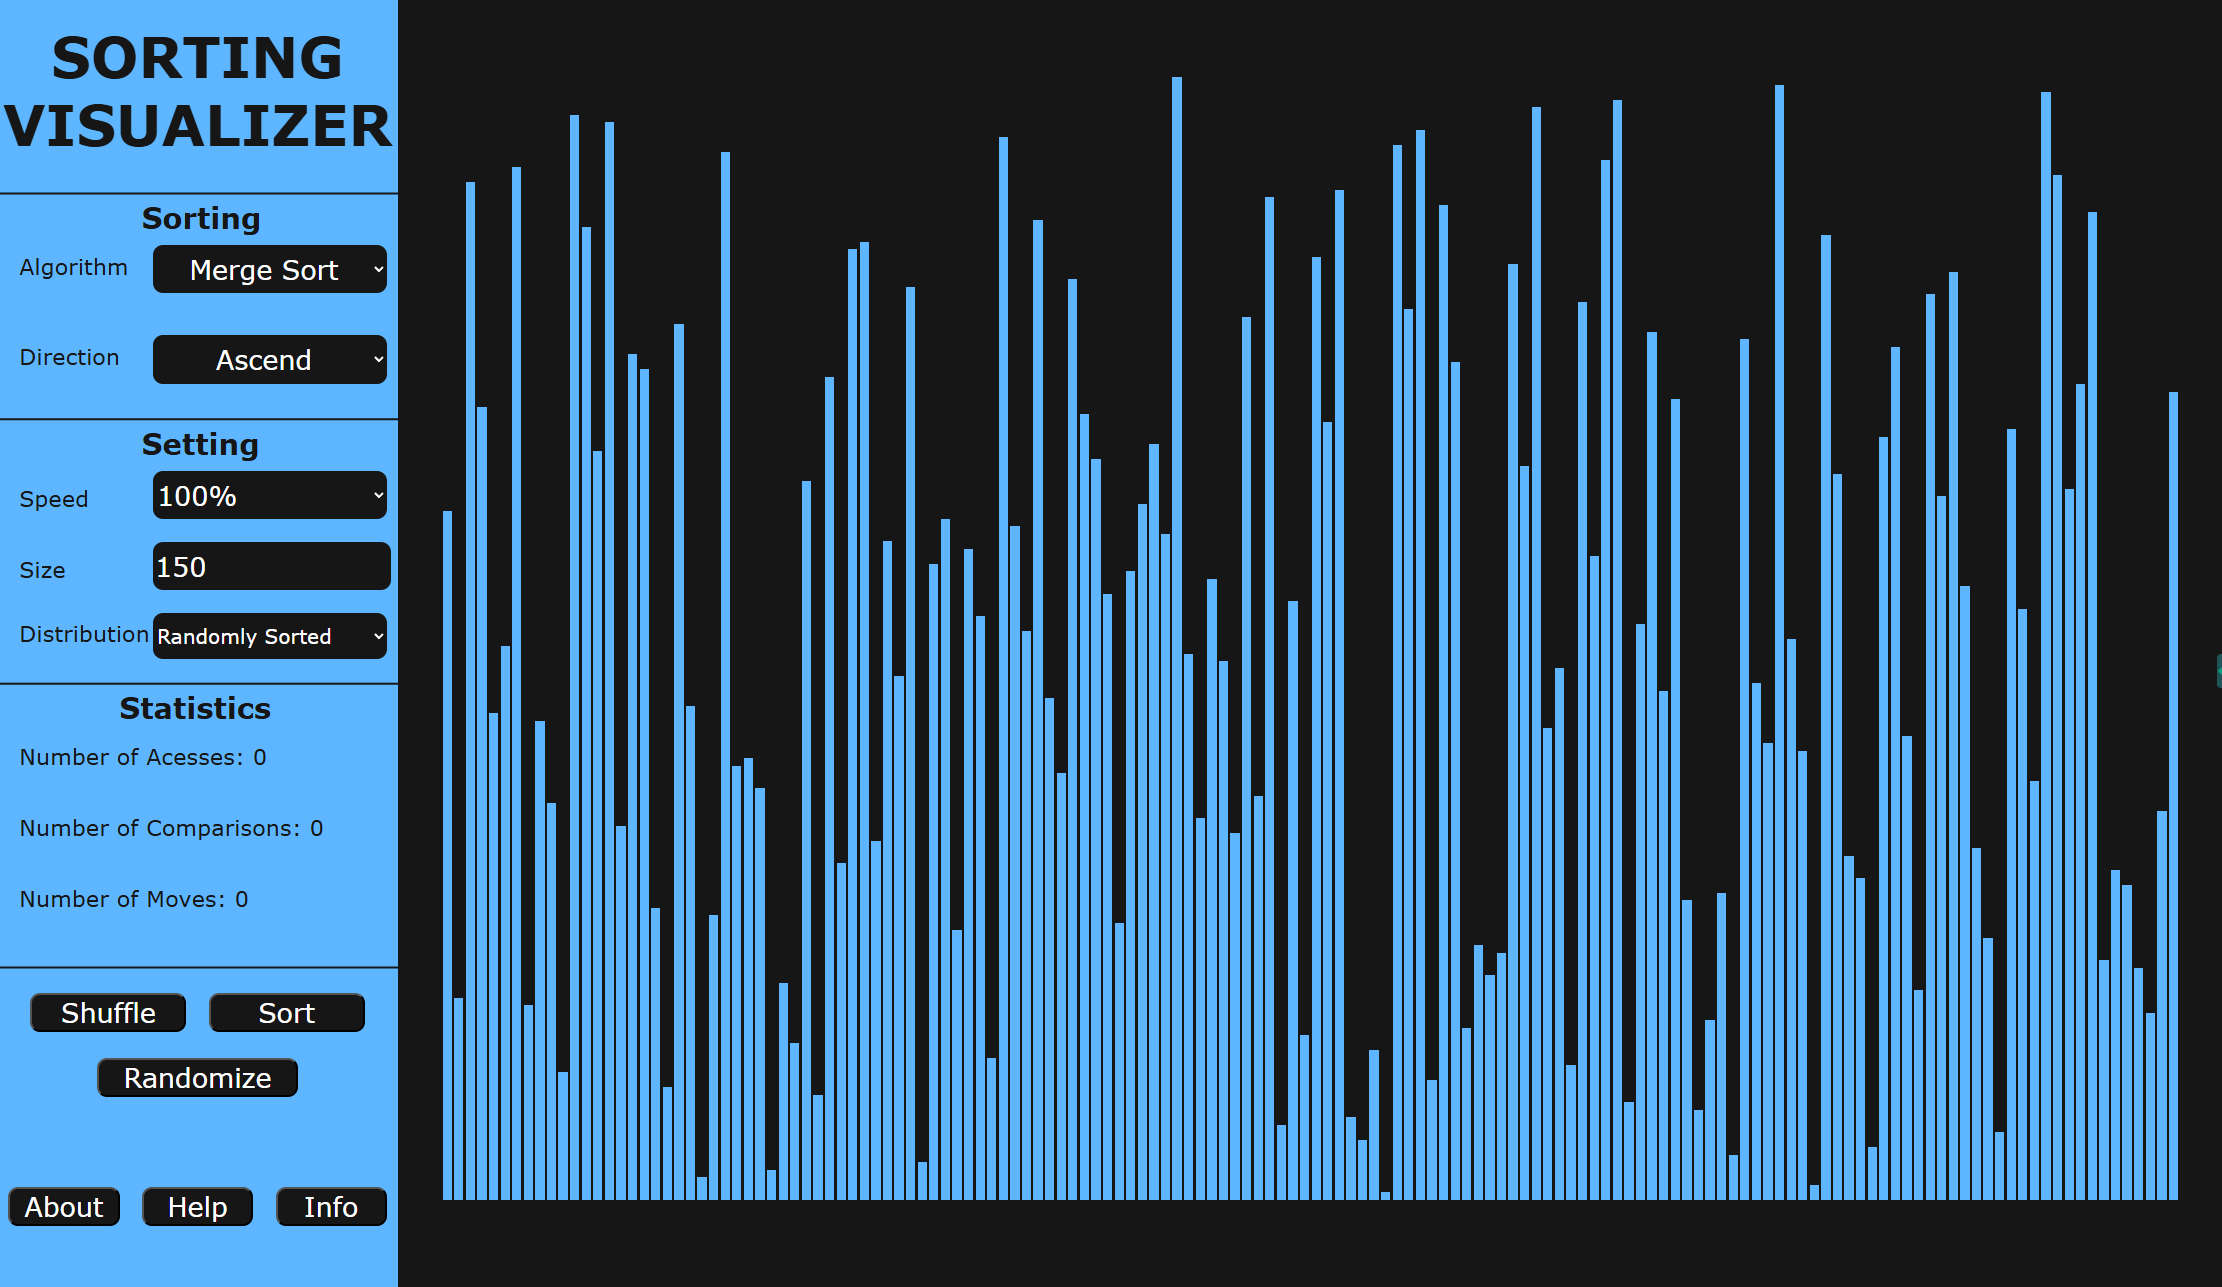 SORTING
VISUALIZER
Sorting
Algorithm Merge Sort
Direction Ascend
Setting
Speed 100%
Size 150
Distribution Randomly Sorted
Statistics
Number of Acesses: 0
Number of Comparisons: 0
Number of Moves: 0
Shuffle Sort
Randomize
About Help Info